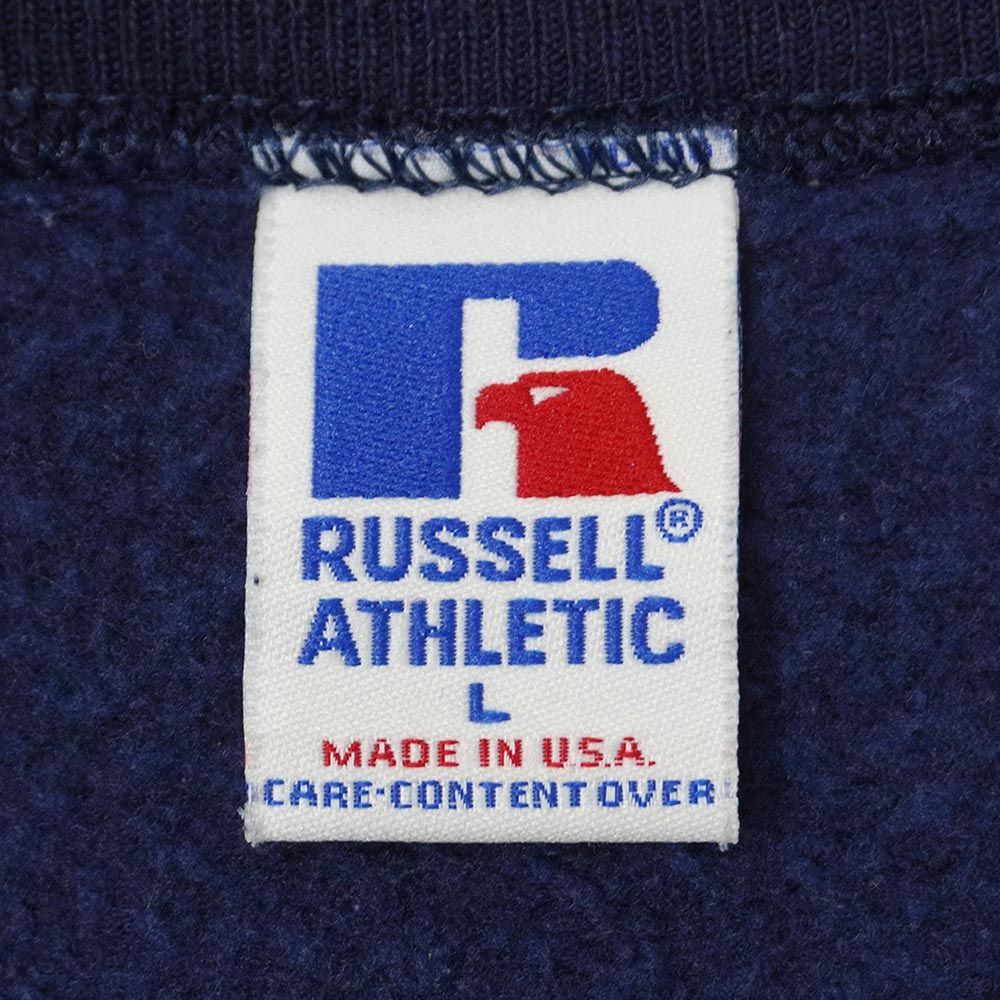 RUSSELL®
ATHLETIC
L
MADE IN U.S.A.
CARE-CONTENT OVER